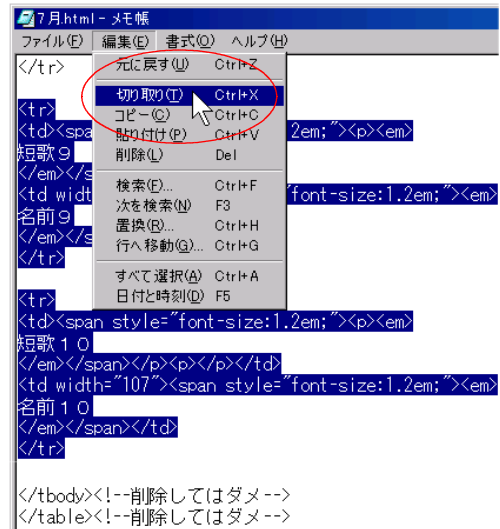 7月.html - メモ帳
ファイル(F) 編集(E) 書式(O) ヘルプ(H)
元に戻す(U) Ctrl+Z
切り取り(T) Ctrl+X
コピー(C) Ctrl+C
貼り付け(P) Ctrl+V
削除(L) Del
検索(F)... Ctrl+F
次を検索(N) F3
置換(R)... Ctrl+H
行へ移動(G)... Ctrl+G
すべて選択(A) Ctrl+A
日付と時刻(D) F5
</tr>
<tr>
<td><spa 2em;"><p><em>
短歌9
</em></s
<td widt "font-size:1.2em;"><em>
名前9
</em></s
</tr>
<tr>
<td><span style="font-size:1.2em;"><p><em>
短歌10
</em></span></p><p></p></td>
<td width="107"><span style="font-size:1.2em;"><em>
名前10
</em></span></td>
</tr>
</tbody><!--削除してはダメ-->
</table><!--削除してはダメ-->